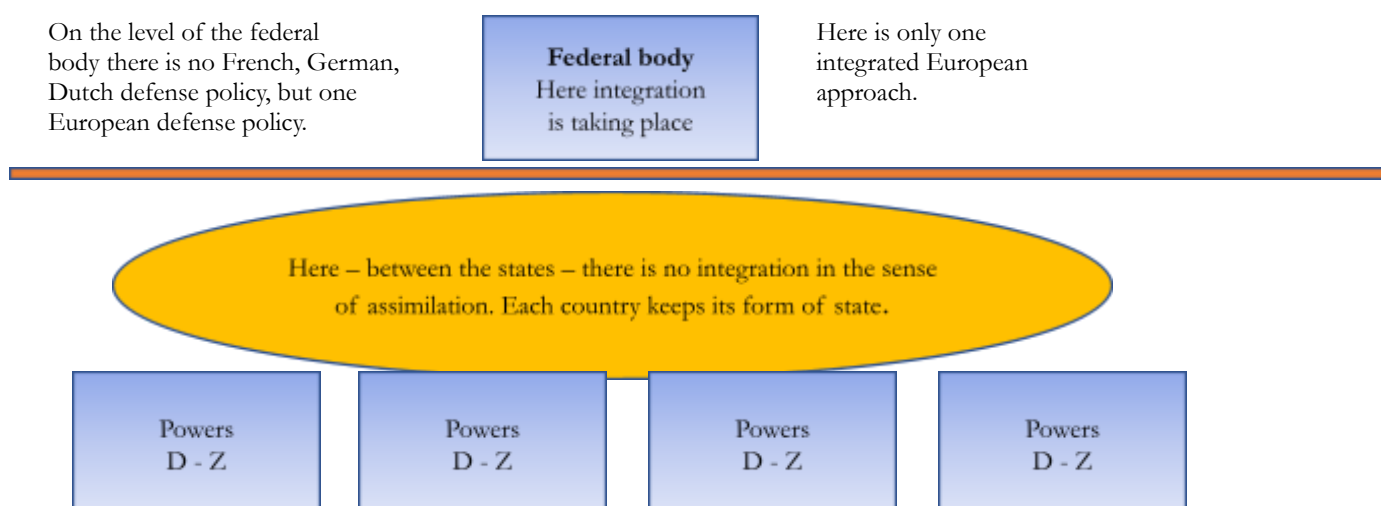 On the level of the federal
body there is no French, German,
Dutch defense policy, but one
European defense policy.
Federal body
Here integration
is taking place
Here is only one
integrated European
approach.
Here – between the states – there is no integration in the sense
of assimilation. Each country keeps its form of state.
Powers
D - Z
Powers
D - Z
Powers
D - Z
Powers
D - Z